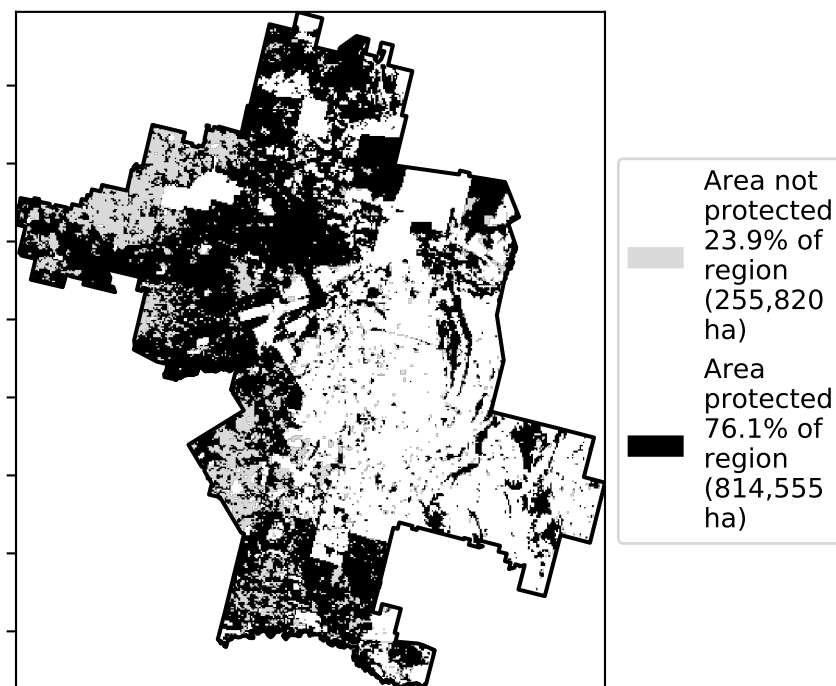 Area not
protected
23.9% of
region
(255,820
ha)
Area
protected
76.1% of
region
(814,555
ha)